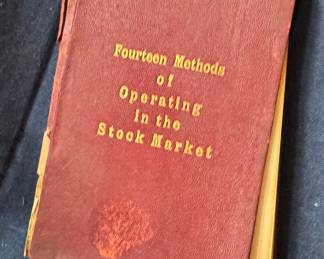 Fourteen Methods
of
Operating
in the
Stock Market